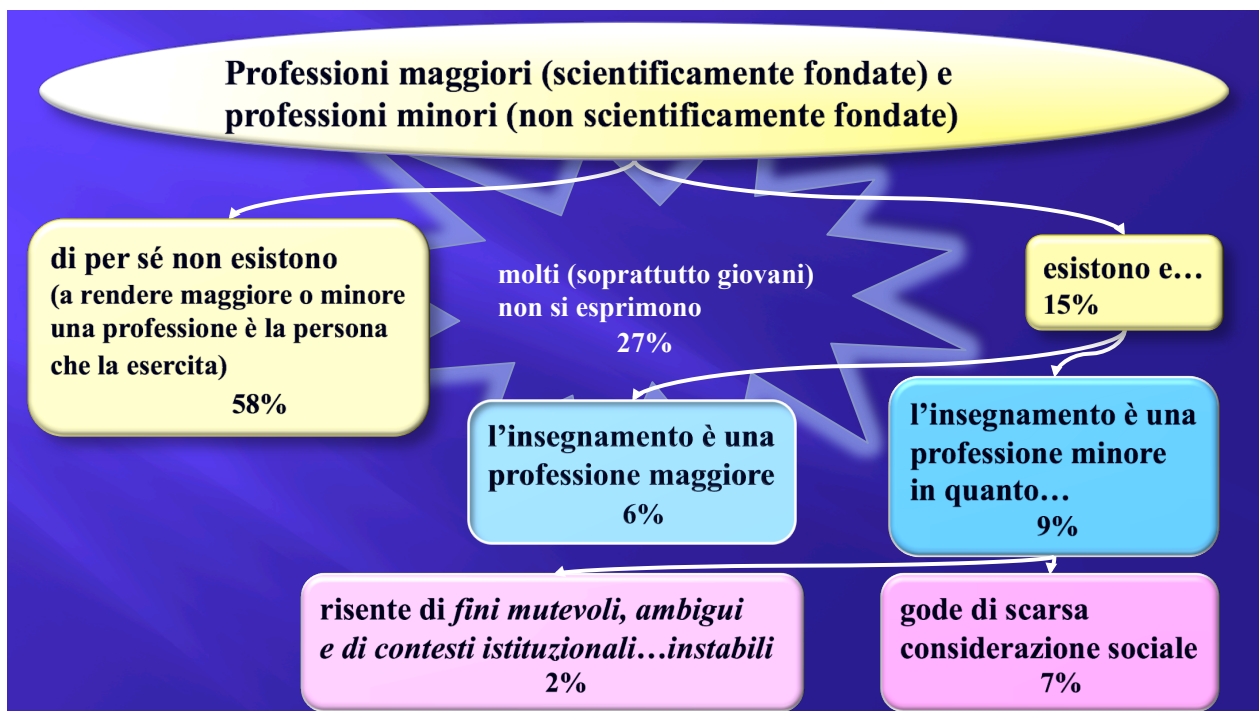 Professioni maggiori (scientificamente fondate) e
professioni minori (non scientificamente fondate)
di per sé non esistono
(a rendere maggiore o minore
una professione è la persona
che la esercita)
58%
molti (soprattutto giovani)
non si esprimono
27%
esistono e…
15%
l’insegnamento è una
professione maggiore
6%
l’insegnamento è una
professione minore
in quanto…
9%
risente di fini mutevoli, ambigui
e di contesti istituzionali…instabili
2%
gode di scarsa
considerazione sociale
7%